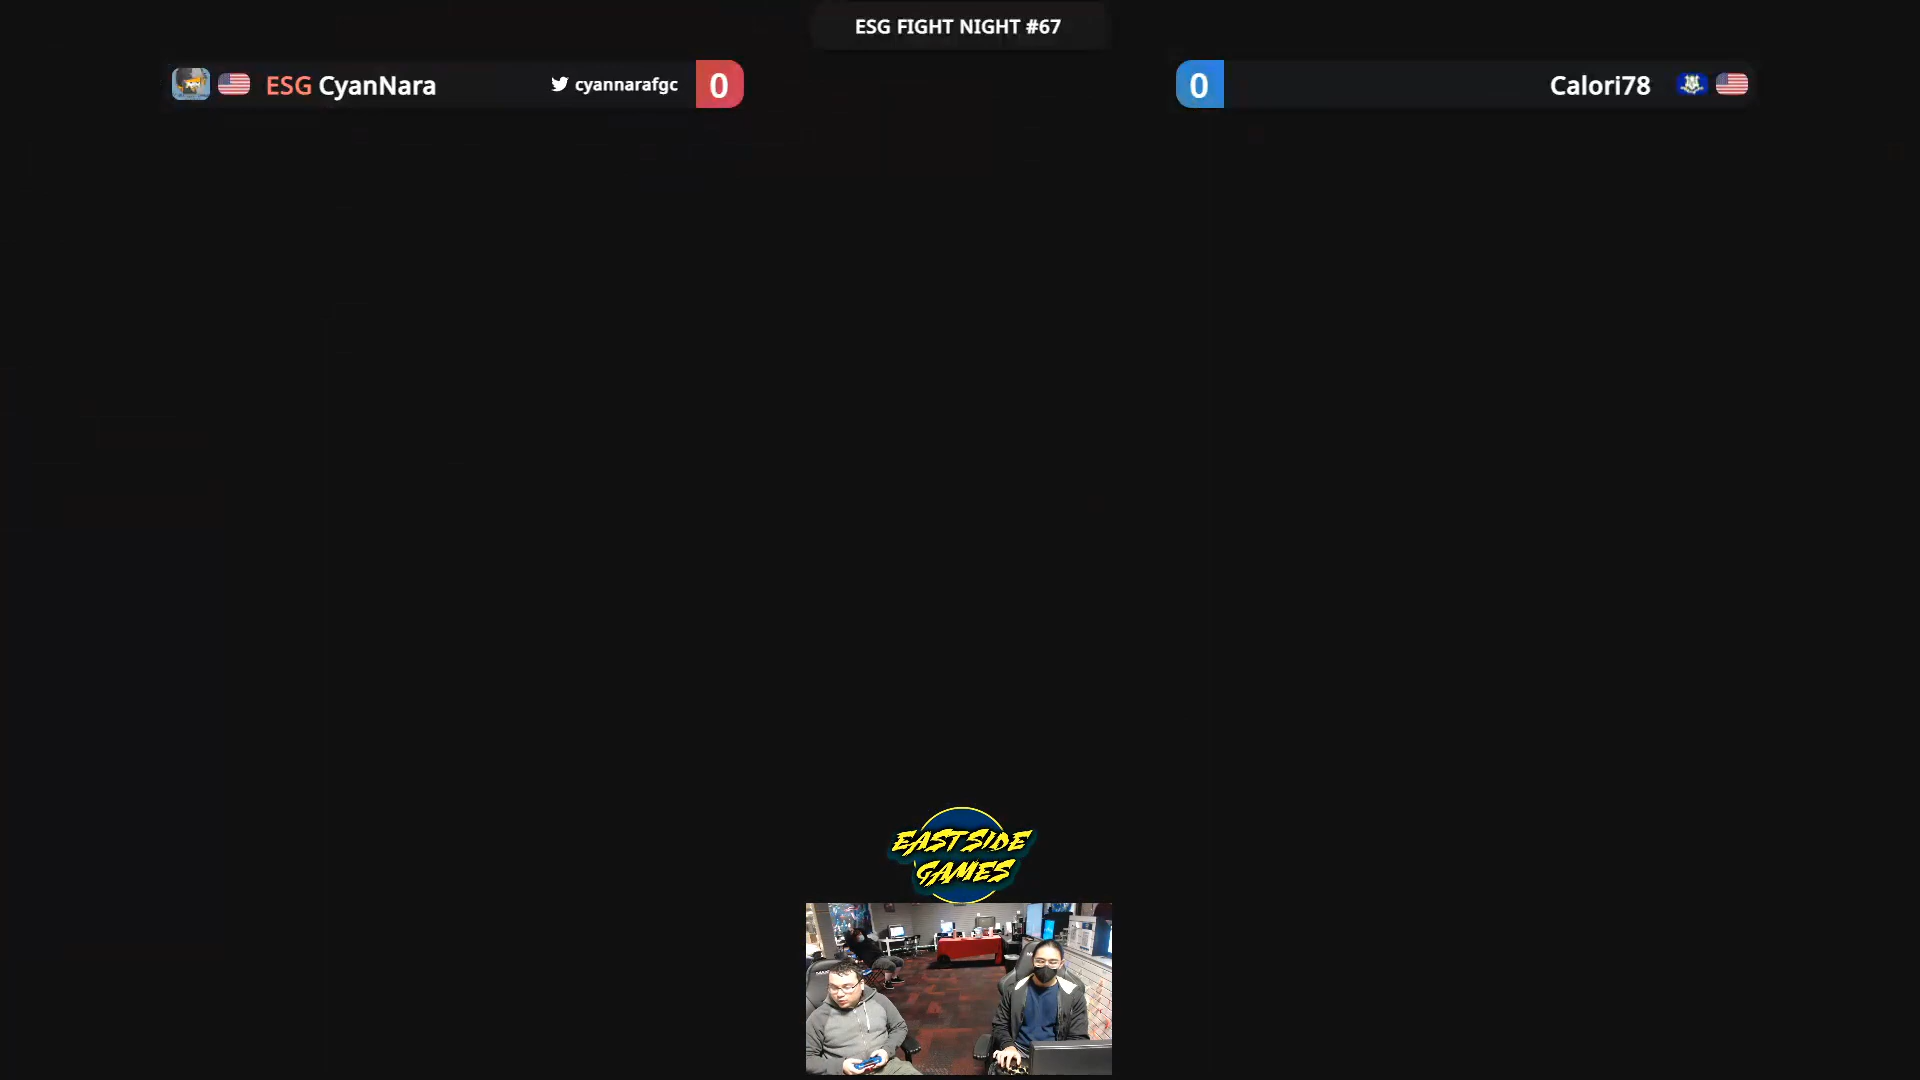 ESG FIGHT NIGHT #67
ESG CyanNara cyannarafgc 0
0 Calori78
EAST SIDE
GAMES